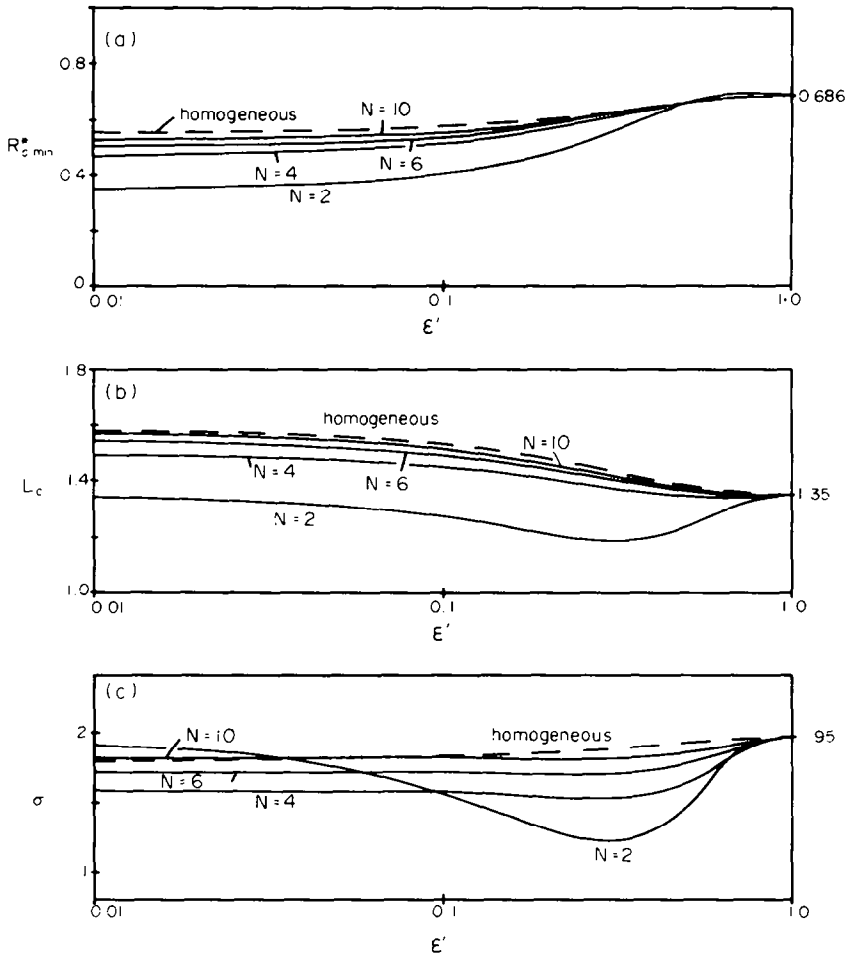 (a)
0.8
homogeneous
N = 10
0.686
R*c min
N = 4
N = 6
0.4
N = 2
0
0.01
0.1
1.0
ε'
1.8
(b)
homogeneous
N = 10
Lc
1.4
N = 4
N = 6
1.35
N = 2
1.0
0.01
0.1
1.0
ε'
(c)
2
N = 10
homogeneous
95
N = 6
N = 4
σ
N = 2
1
0.01
0.1
1.0
ε'